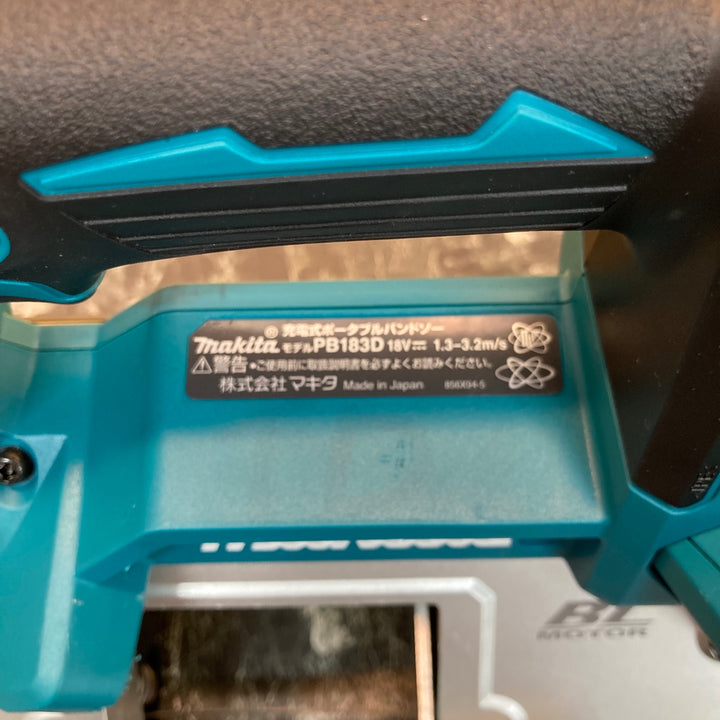 充電式ポータブルバンドソー
makita モデル PB183D 18V⎓ 1.3-3.2m/s
⚠警告・ご使用前に取扱説明書を必ずよくお読みください。
株式会社マキタ Made in Japan 858X04-5
BL
MOTOR